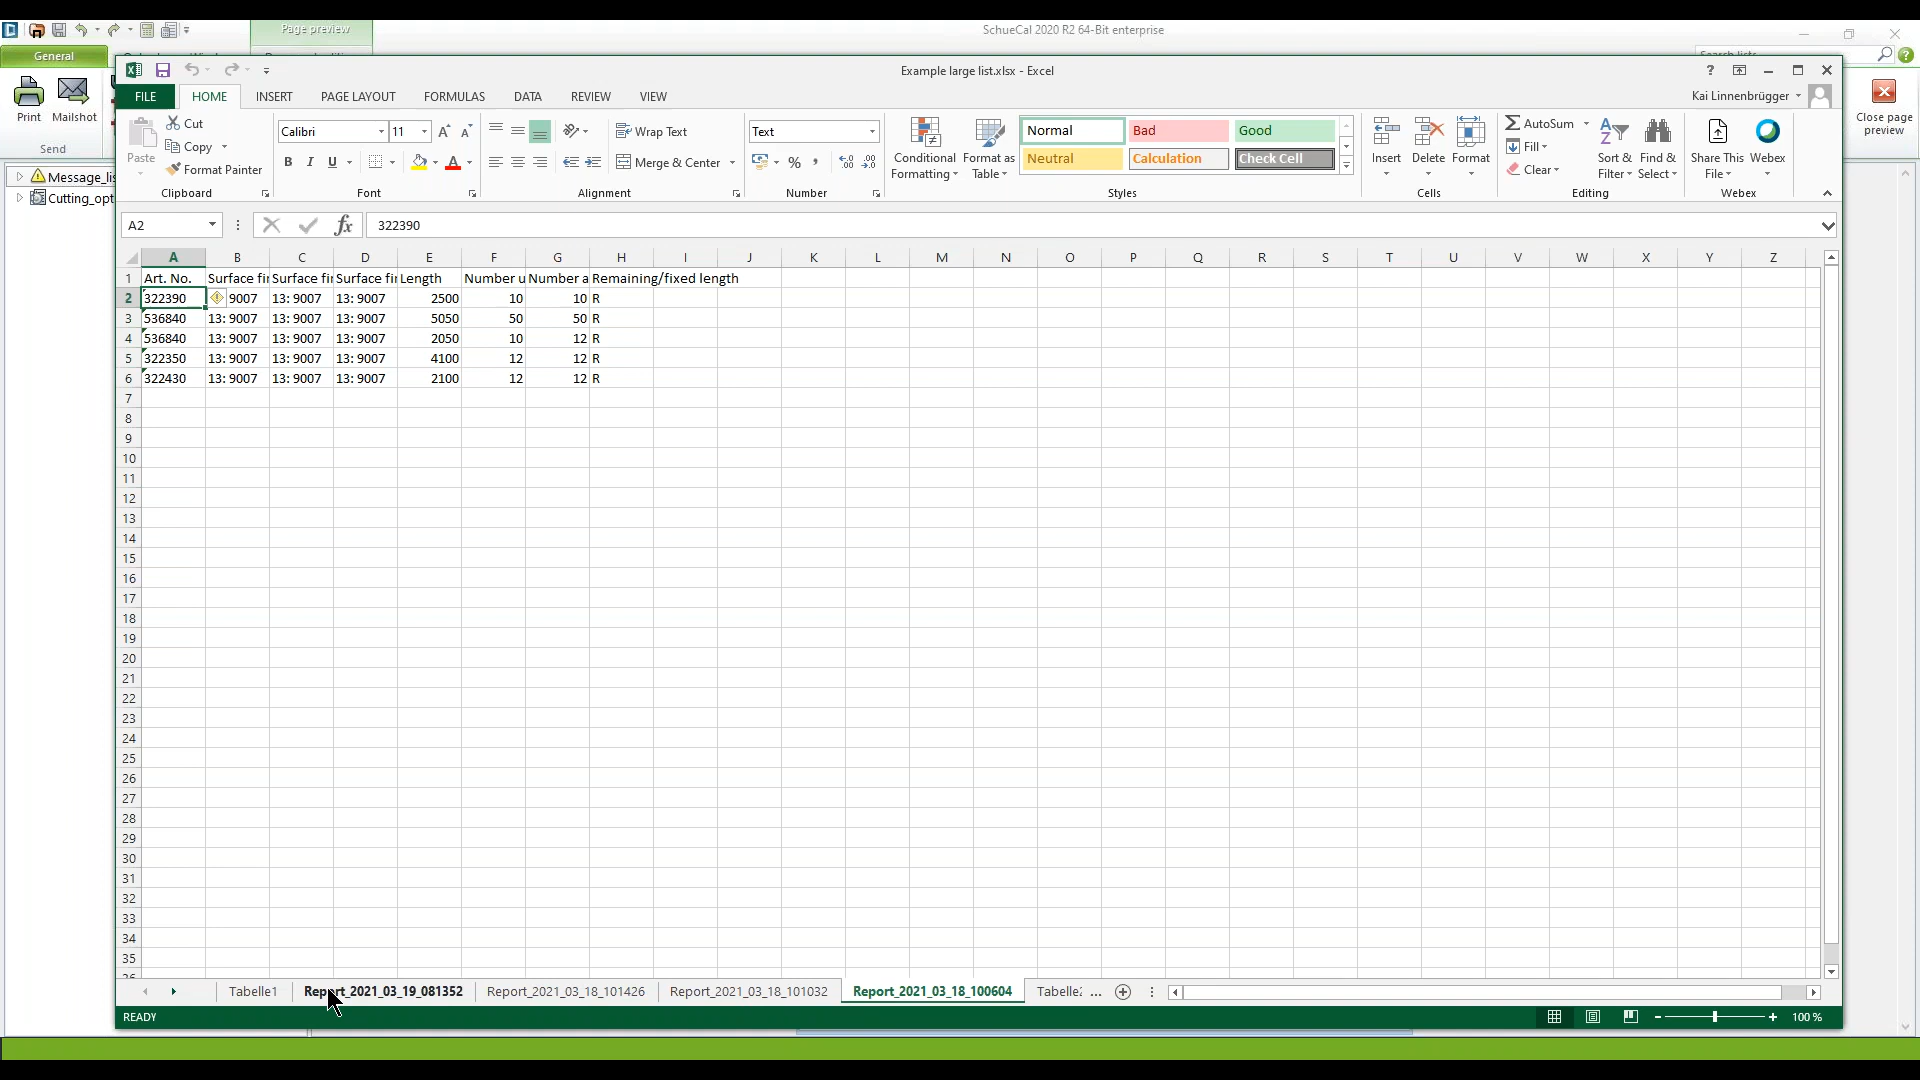 Page preview
SchueCal 2020 R2 64-Bit enterprise
General
Print
Mailshot
Send
Close page
preview
Message_lis
Cutting_opt
Example large list.xlsx - Excel
Kai Linnenbrügger
FILE HOME INSERT PAGE LAYOUT FORMULAS DATA REVIEW VIEW
Paste
Cut
Copy
Format Painter
Clipboard
Calibri 11
B I U
Font
Wrap Text
Merge & Center
Alignment
Text
Number
Conditional
Formatting
Format as
Table
Normal Bad Good
Neutral Calculation Check Cell
Styles
Insert Delete Format
Cells
AutoSum
Fill
Clear
Sort &
Filter
Find &
Select
Editing
Share This
File
Webex
Webex
A2 fx 322390
A B C D E F G H I J K L M N O P Q R S T U V W X Y Z
1 Art. No. Surface fi Surface fi Surface fi Length Number u Number a Remaining/fixed length
2 322390 9007 13: 9007 13: 9007 2500 10 10 R
3 536840 13: 9007 13: 9007 13: 9007 5050 50 50 R
4 536840 13: 9007 13: 9007 13: 9007 2050 10 12 R
5 322350 13: 9007 13: 9007 13: 9007 4100 12 12 R
6 322430 13: 9007 13: 9007 13: 9007 2100 12 12 R
7
8
9
10
11
12
13
14
15
16
17
18
19
20
21
22
23
24
25
26
27
28
29
30
31
32
33
34
35
36
Tabelle1 Report_2021_03_19_081352 Report_2021_03_18_101426 Report_2021_03_18_101032 Report_2021_03_18_100604 Tabelle2 ...
READY
100 %